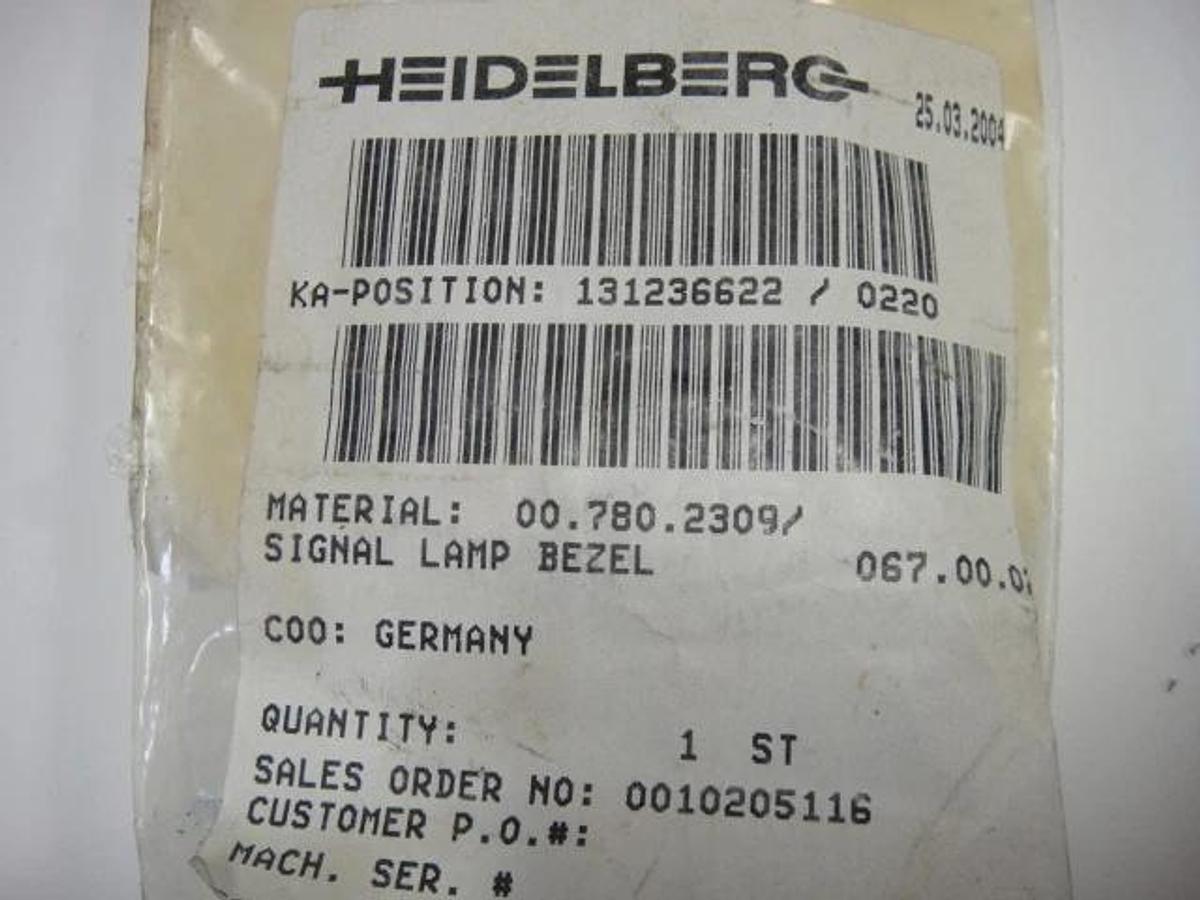 HEIDELBERG
25.03.2004
KA-POSITION: 131236622 / 0220
MATERIAL: 00.780.2309/
SIGNAL LAMP BEZEL 
COO: GERMANY
QUANTITY: 1 ST
SALES ORDER NO: 0010205116
CUSTOMER P.O.#:
MACH. SER. #